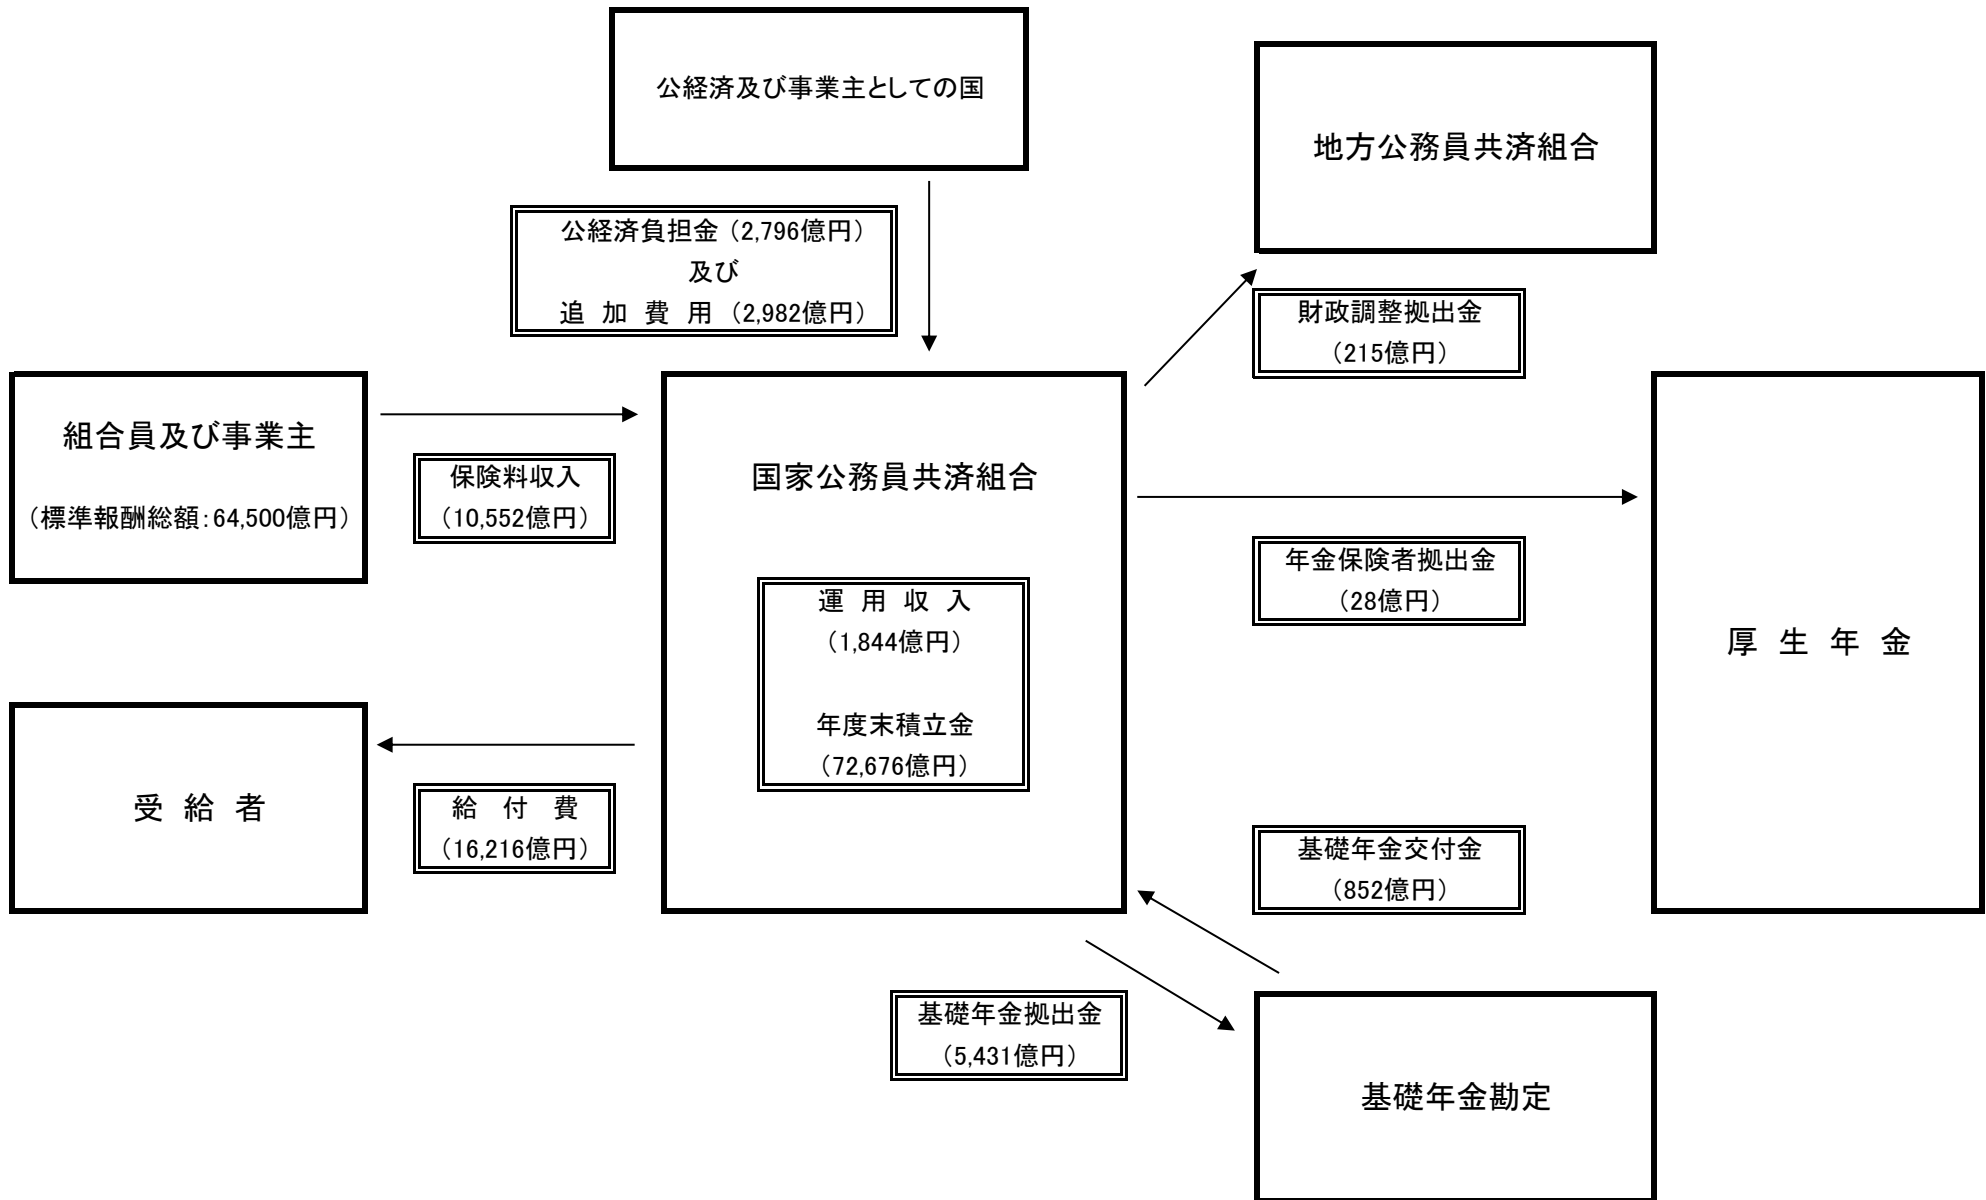 公経済及び事業主としての国
地方公務員共済組合
公経済負担金（2,796億円）
及び
追 加 費 用（2,982億円）
財政調整拠出金
（215億円）
組合員及び事業主
（標準報酬総額：64,500億円）
保険料収入
（10,552億円）
国家公務員共済組合
運 用 収 入
（1,844億円）
年度末積立金
（72,676億円）
年金保険者拠出金
（28億円）
厚 生 年 金
受 給 者
給 付 費
（16,216億円）
基礎年金交付金
（852億円）
基礎年金拠出金
（5,431億円）
基礎年金勘定